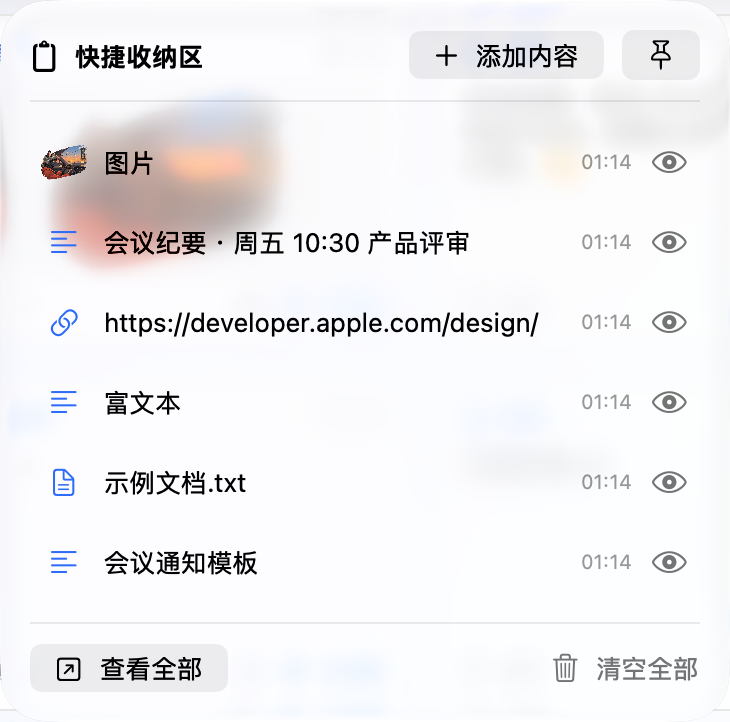 快捷收纳区 添加内容
图片 01:14
会议纪要 · 周五 10:30 产品评审 01:14
https://developer.apple.com/design/ 01:14
富文本 01:14
示例文档.txt 01:14
会议通知模板 01:14
查看全部 清空全部